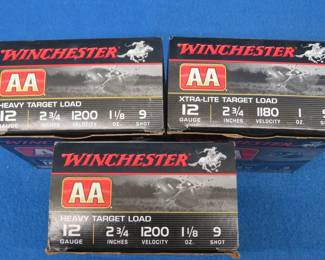 WINCHESTER
AA
HEAVY TARGET LOAD
12 2 3/4 1200 1 1/8 9
GAUGE INCHES VELOCITY OZ. SHOT
WINCHESTER
AA
XTRA-LITE TARGET LOAD
12 2 3/4 1180 1 9
GAUGE INCHES VELOCITY OZ. SHOT
WINCHESTER
AA
HEAVY TARGET LOAD
12 2 3/4 1200 1 1/8 9
GAUGE INCHES VELOCITY OZ. SHOT